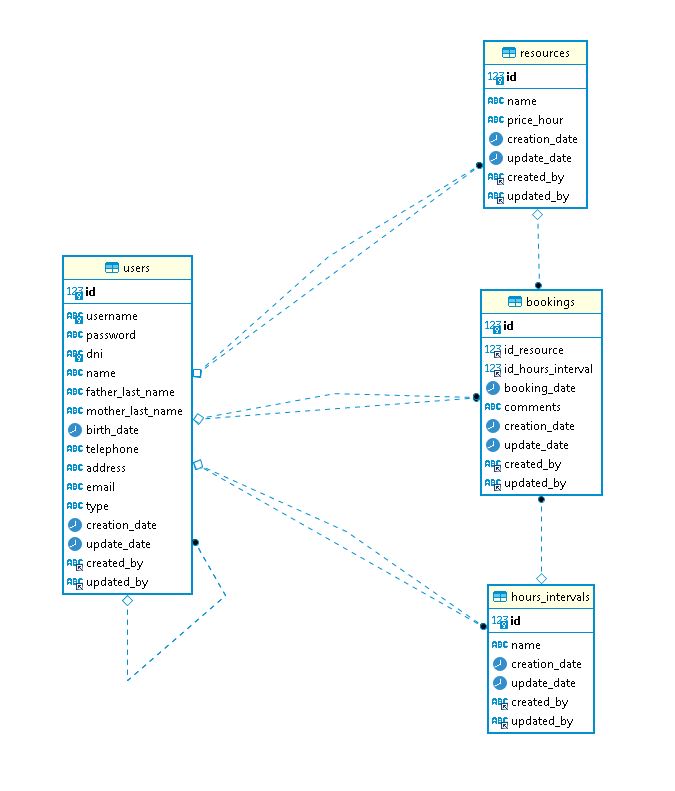 resources
id
name
price_hour
creation_date
update_date
created_by
updated_by
users
id
username
password
dni
name
father_last_name
mother_last_name
birth_date
telephone
address
email
type
creation_date
update_date
created_by
updated_by
bookings
id
id_resource
id_hours_interval
booking_date
comments
creation_date
update_date
created_by
updated_by
hours_intervals
id
name
creation_date
update_date
created_by
updated_by